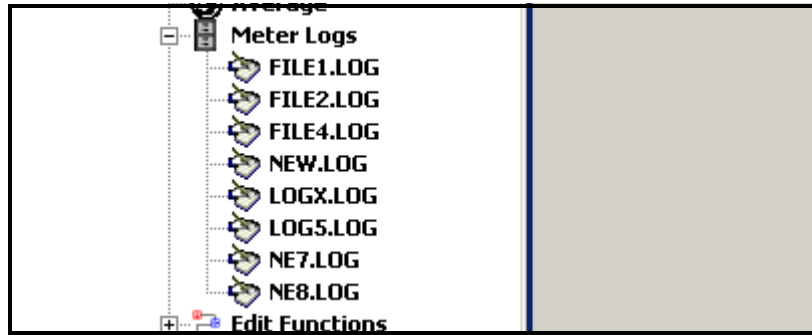 Average
Meter Logs
FILE1.LOG
FILE2.LOG
FILE4.LOG
NEW.LOG
LOGX.LOG
LOG5.LOG
NE7.LOG
NE8.LOG
Edit Functions